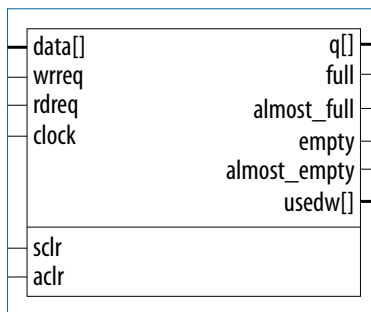 data[]
wrreq
rdreq
clock
q[]
full
almost_full
empty
almost_empty
usedw[]
sclr
aclr